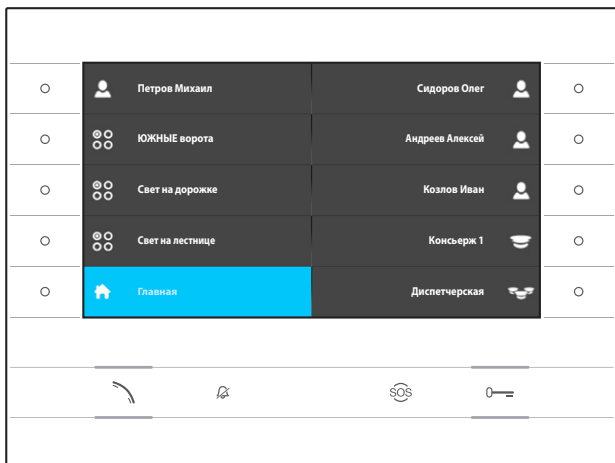 Петров Михаил
Сидоров Олег
ЮЖНЫЕ ворота
Андреев Алексей
Свет на дорожке
Козлов Иван
Свет на лестнице
Консьерж 1
Главная
Диспетчерская
SOS